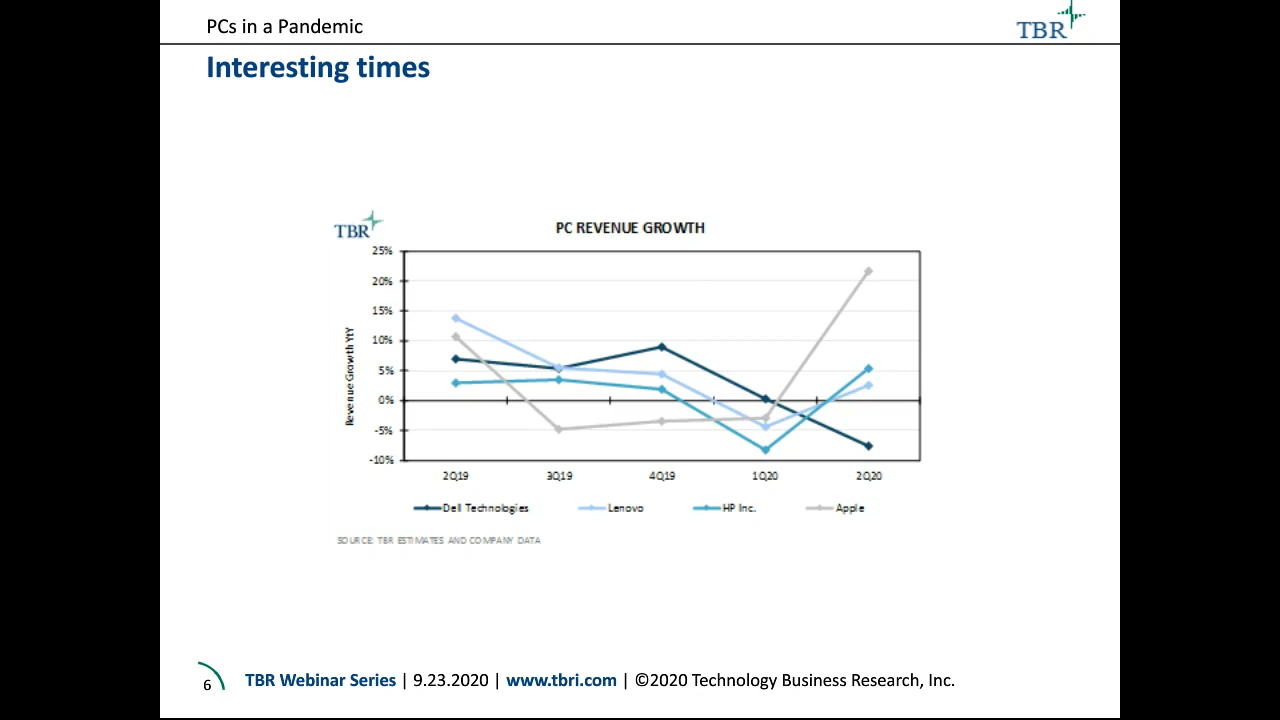 PCs in a Pandemic
TBR
Interesting times
TBR
PC REVENUE GROWTH
25%
20%
15%
10%
5%
0%
-5%
-10%
Revenue Growth YtY
2Q19 3Q19 4Q19 1Q20 2Q20
Dell Technologies Lenovo HP Inc. Apple
SOURCE: TBR ESTIMATES AND COMPANY DATA
6 TBR Webinar Series | 9.23.2020 | www.tbri.com | ©2020 Technology Business Research, Inc.